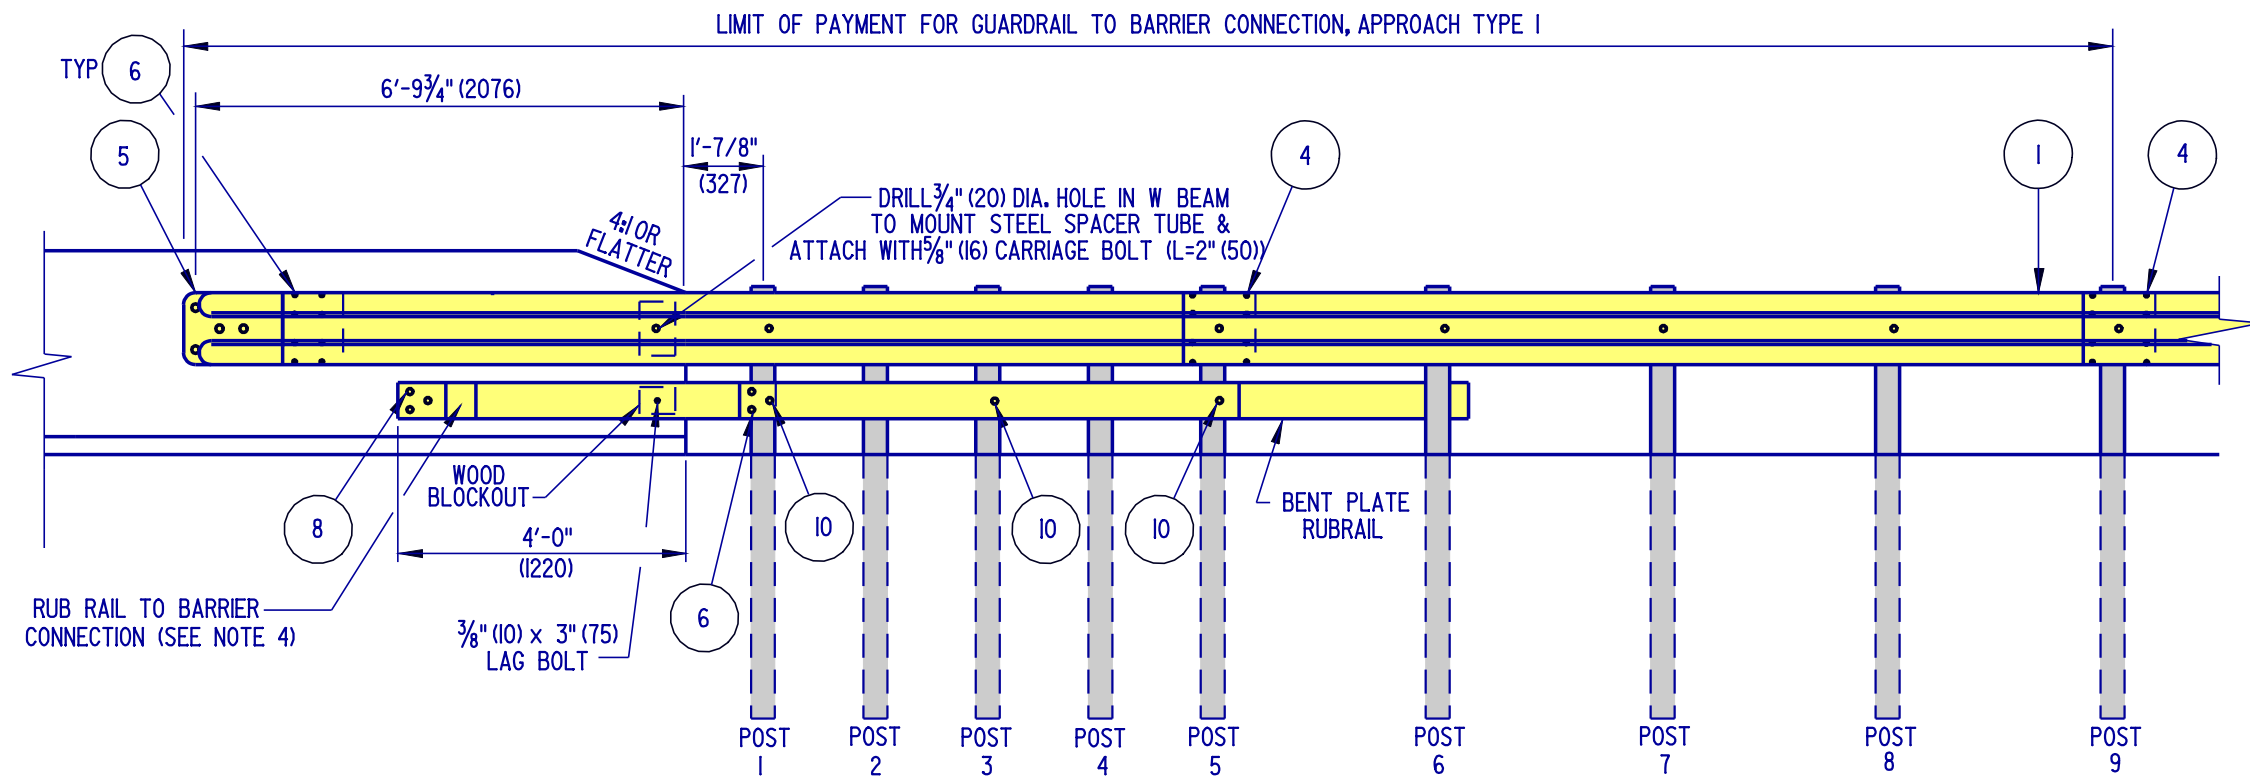 LIMIT OF PAYMENT FOR GUARDRAIL TO BARRIER CONNECTION, APPROACH TYPE I
TYP 6
6'-9¾" (2076)
5
1'-7/8"
(327)
4
1
4
DRILL ¾" (20) DIA. HOLE IN W BEAM
TO MOUNT STEEL SPACER TUBE &
ATTACH WITH ⅝" (16) CARRIAGE BOLT (L=2" (50))
4:1 OR
FLATTER
WOOD
BLOCKOUT
8
4'-0"
(1220)
10
10
10
BENT PLATE
RUBRAIL
RUB RAIL TO BARRIER
CONNECTION (SEE NOTE 4)
6
⅜" (10) x 3" (75)
LAG BOLT
POST
1
POST
2
POST
3
POST
4
POST
5
POST
6
POST
7
POST
8
POST
9